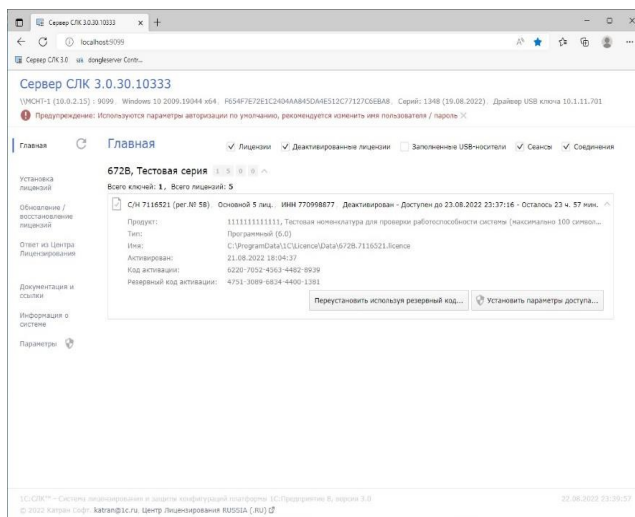 Сервер СЛК 3.0.30.10333
localhost:9099
Сервер СЛК 3.0 dongleserver Contr...
Сервер СЛК 3.0.30.10333
\\MCHT-1 (10.0.2.15) : 9099, Windows 10 2009.19044 x64, Серий: 1348 (19.08.2022), Драйвер USB ключа 10.1.11.701
Предупреждение: Используются параметры авторизации по умолчанию, рекомендуется изменить имя пользователя / пароль
Главная
Главная
Лицензии
Деактивированные лицензии
Заполненные USB-носители
Сеансы
Соединения
672B, Тестовая серия 1 5 0 0
Всего ключей: 1, Всего лицензий: 5
С/Н 7116521 (рег.№ 58), Основной 5 лиц., ИНН 770998877, Деактивирован - Доступен до 23.08.2022 23:37:16 - Осталось 23 ч. 57 мин.
Продукт: 1111111111111, Тестовая номенклатура для проверки работоспособности системы (максимально 100 символ...
Тип: Программный (6.0)
Имя: C:\ProgramData\1C\Licence\Data\672B.7116521.licence
Активирован: 21.08.2022 18:04:37
Код активации: 6220-7052-4563-4482-8939
Резервный код активации: 4751-3089-6834-4400-1381
Переустановить используя резервный код...
Установить параметры доступа...
Установка
лицензий
Обновление /
восстановление
лицензий
Ответ из Центра
Лицензирования
Документация и
ссылки
Информация о
системе
Параметры
1С:СЛК™ - Система лицензирования и защиты конфигураций платформы 1С:Предприятие 8, версия 3.0
22.08.2022 23:39:57
© 2022 Катран Софт, katran@1c.ru, Центр Лицензирования RUSSIA (.RU)